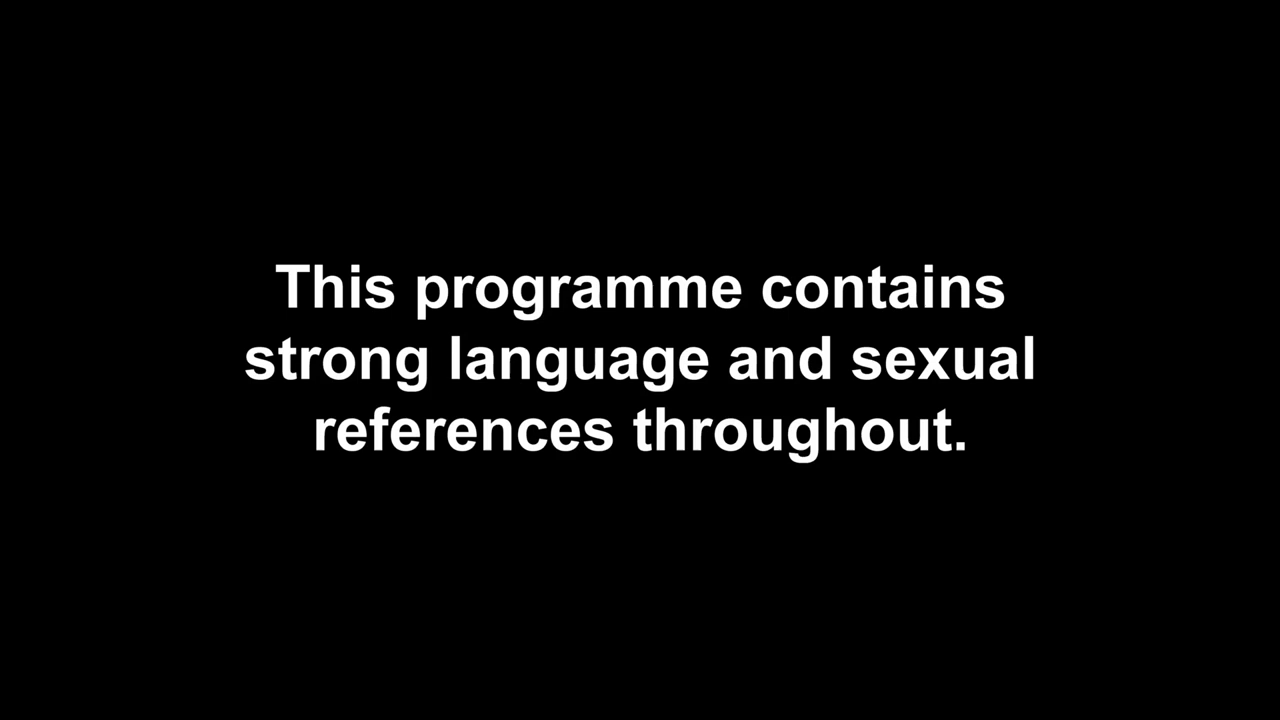 This programme contains
strong language and sexual
references throughout.